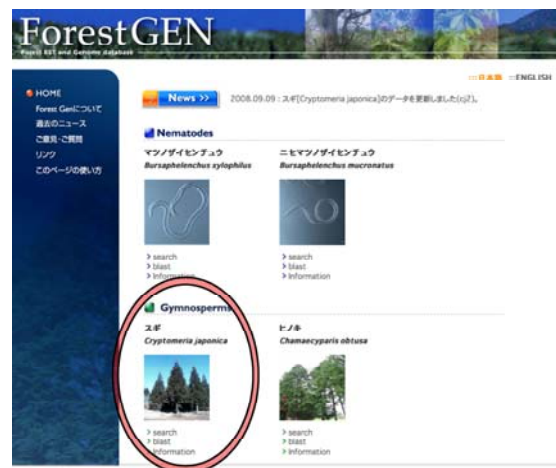 ForestGEN
Forest EST and Genome database
日本語 ENGLISH
HOME
Forest Genについて
過去のニュース
ご意見・ご質問
リンク
このページの使い方
News >>
2008.09.09 : スギ[Cryptomeria japonica]のデータを更新しました(cj2)。
Nematodes
マツノザイセンチュウ
Bursaphelenchus xylophilus
ニセマツノザイセンチュウ
Bursaphelenchus mucronatus
> search
> blast
> Information
> search
> blast
> Information
Gymnosperms
スギ
Cryptomeria japonica
ヒノキ
Chamaecyparis obtusa
> search
> blast
> Information
> search
> blast
> Information